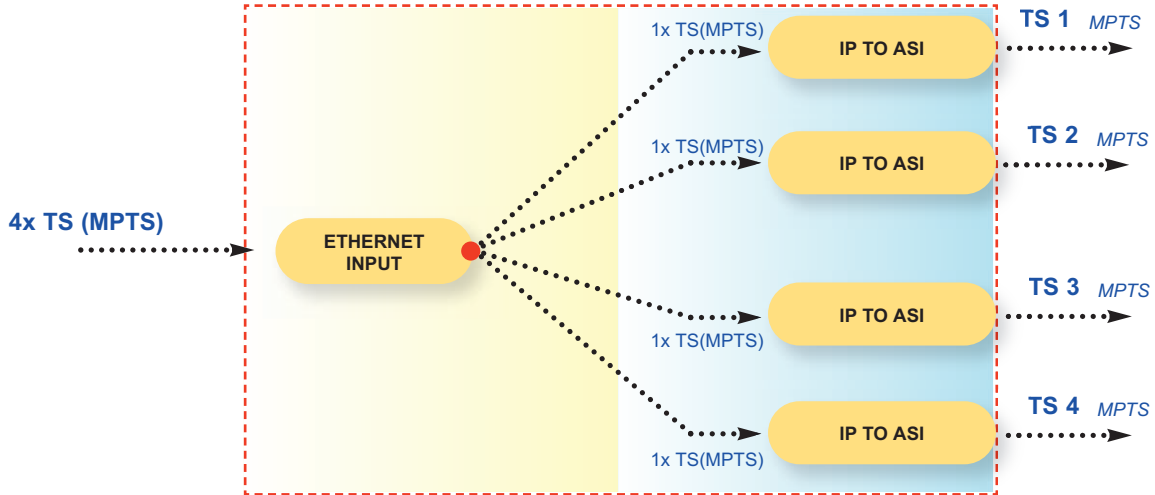 1x TS(MPTS)
IP TO ASI
TS 1 MPTS
1x TS(MPTS)
IP TO ASI
TS 2 MPTS
4x TS (MPTS)
ETHERNET
INPUT
IP TO ASI
TS 3 MPTS
1x TS(MPTS)
IP TO ASI
TS 4 MPTS
1x TS(MPTS)